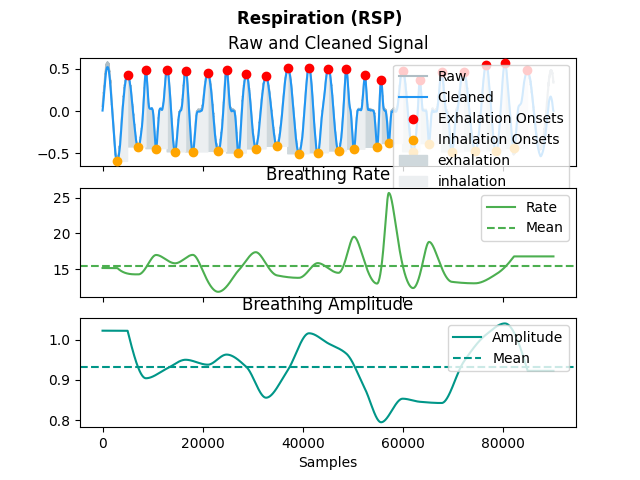 Respiration (RSP)
Raw and Cleaned Signal
0.5
0.0
−0.5
Raw
Cleaned
Exhalation Onsets
Inhalation Onsets
exhalation
inhalation
Breathing Rate
25
20
15
Rate
Mean
Breathing Amplitude
1.0
0.9
0.8
Amplitude
Mean
0
20000
40000
60000
80000
Samples